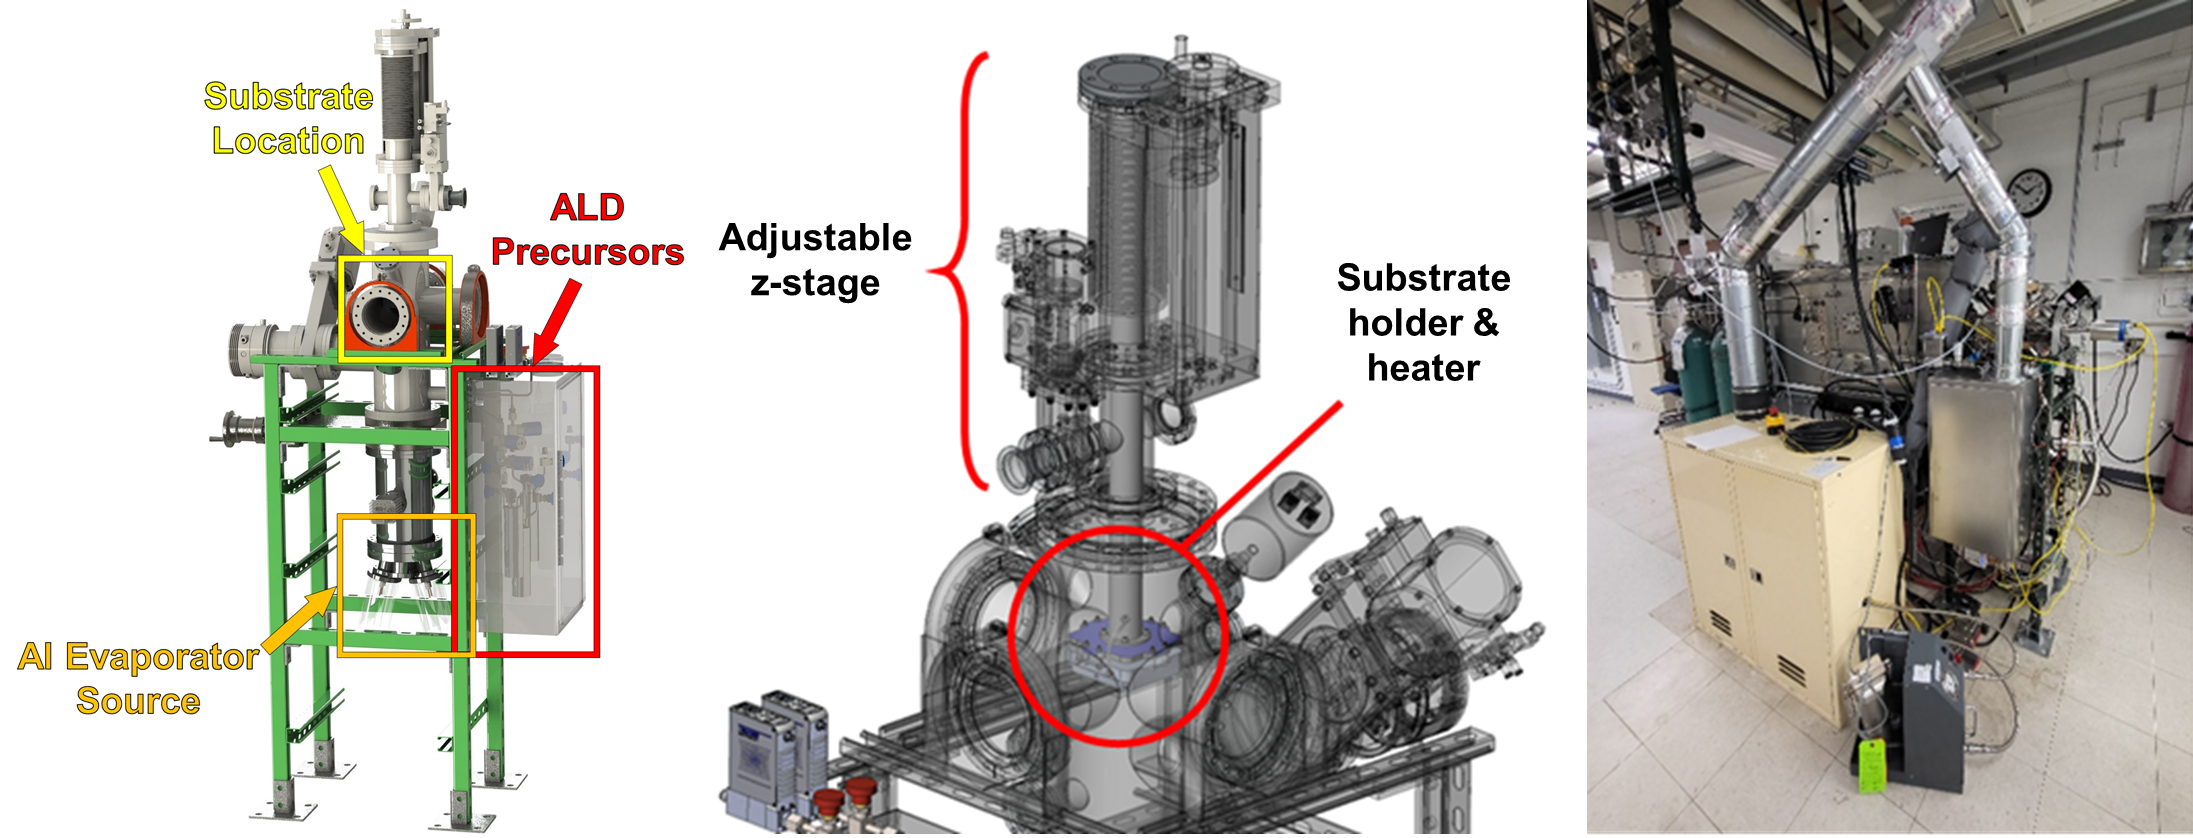 Substrate
Location
ALD
Precursors
Al Evaporator
Source
Adjustable
z-stage
Substrate
holder &
heater